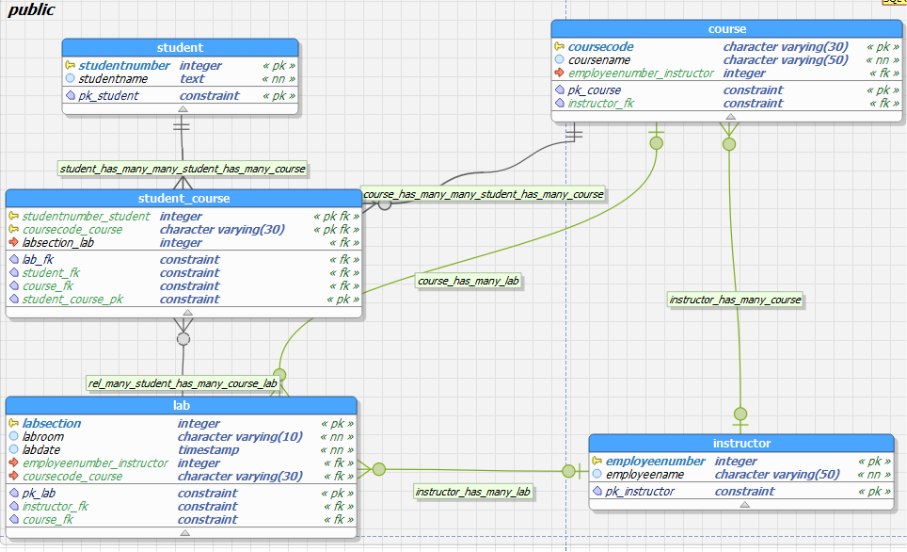 public
student
studentnumber integer « pk »
studentname text « nn »
pk_student constraint « pk »
course
coursecode character varying(30) « pk »
coursename character varying(50) « nn »
employeenumber_instructor integer « fk »
pk_course constraint « pk »
instructor_fk constraint « fk »
student_has_many_many_student_has_many_course
course_has_many_many_student_has_many_course
student_course
studentnumber_student integer « pk fk »
coursecode_course character varying(30) « pk fk »
labsection_lab integer « fk »
lab_fk constraint « fk »
student_fk constraint « fk »
course_fk constraint « fk »
student_course_pk constraint « pk »
course_has_many_lab
instructor_has_many_course
rel_many_student_has_many_course_lab
lab
labsection integer « pk »
labroom character varying(10) « nn »
labdate timestamp « nn »
employeenumber_instructor integer « fk »
coursecode_course character varying(30) « fk »
pk_lab constraint « pk »
instructor_fk constraint « fk »
course_fk constraint « fk »
instructor_has_many_lab
instructor
employeenumber integer « pk »
employeename character varying(50) « nn »
pk_instructor constraint « pk »